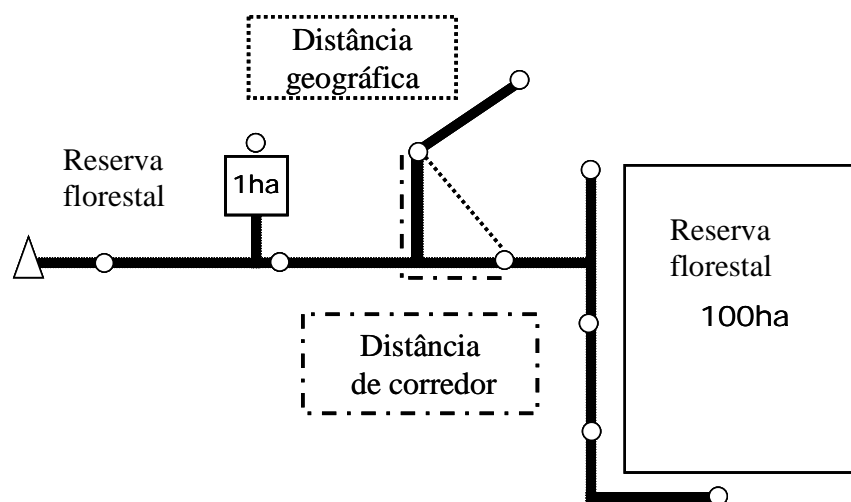 Distância
geográfica
Reserva
florestal
1ha
Reserva
florestal
100ha
Distância
de corredor